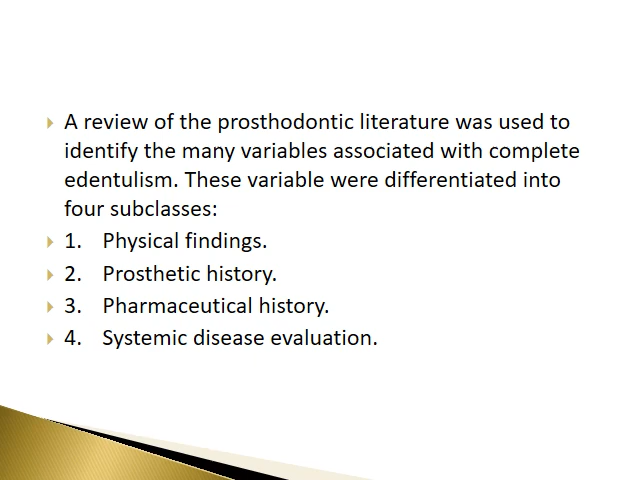 A review of the prosthodontic literature was used to
identify the many variables associated with complete
edentulism. These variable were differentiated into
four subclasses:
1. Physical findings.
2. Prosthetic history.
3. Pharmaceutical history.
4. Systemic disease evaluation.